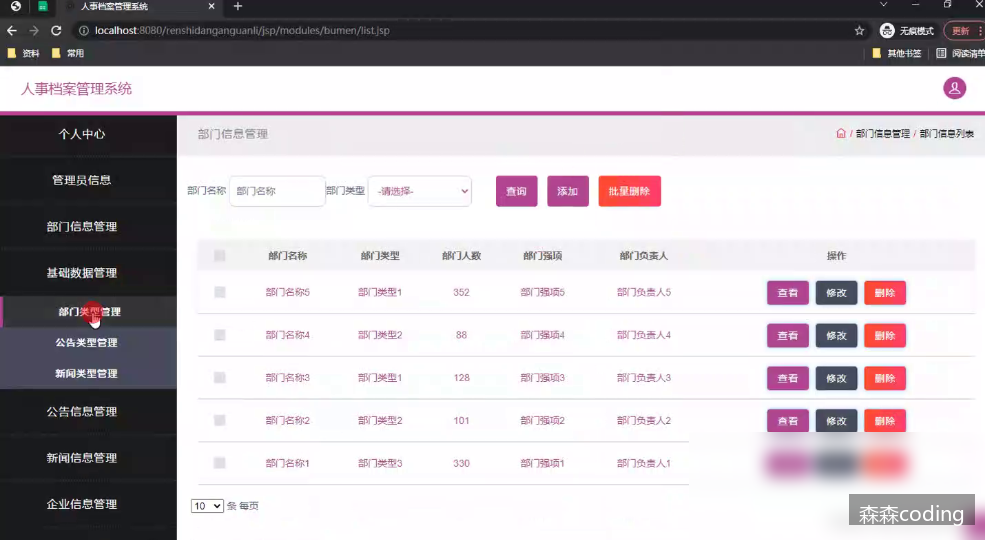 人事档案管理系统
localhost:8080/renshidanganguanli/jsp/modules/bumen/list.jsp
无痕模式
更新
资料
常用
其他书签
阅读清单
人事档案管理系统
个人中心
管理员信息
部门信息管理
基础数据管理
部门类型管理
公告类型管理
新闻类型管理
公告信息管理
新闻信息管理
企业信息管理
部门信息管理
/ 部门信息管理 / 部门信息列表
部门名称 部门名称 部门类型 -请选择- 查询 添加 批量删除
部门名称 部门类型 部门人数 部门强项 部门负责人 操作
部门名称5 部门类型1 352 部门强项5 部门负责人5 查看 修改 删除
部门名称4 部门类型2 88 部门强项4 部门负责人4 查看 修改 删除
部门名称3 部门类型1 128 部门强项3 部门负责人3 查看 修改 删除
部门名称2 部门类型2 101 部门强项2 部门负责人2 查看 修改 删除
部门名称1 部门类型3 330 部门强项1 部门负责人1
10 条 每页
森森coding